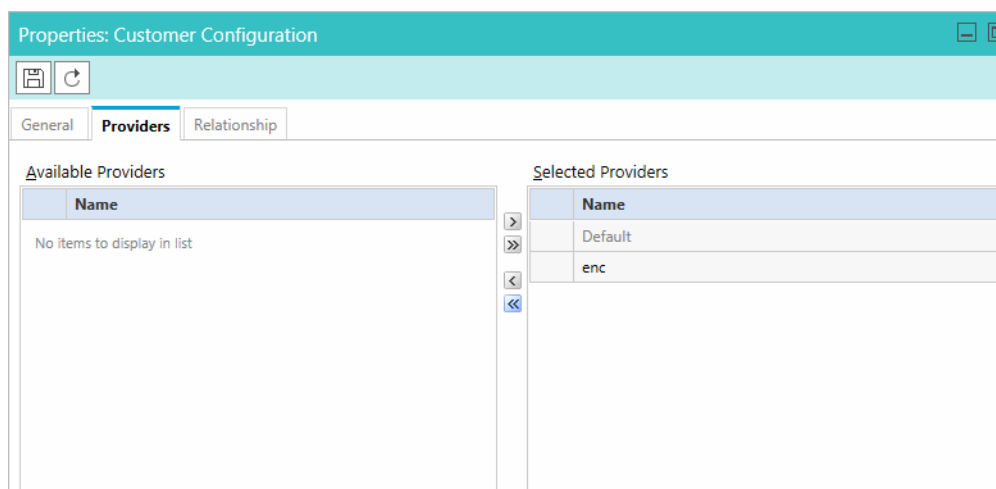 Properties: Customer Configuration
General Providers Relationship
Available Providers
Name
No items to display in list
Selected Providers
Name
Default
enc